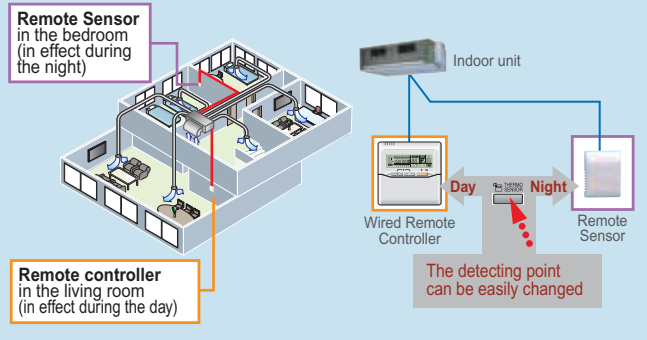 Remote Sensor
in the bedroom
(in effect during
the night)
Remote controller
in the living room
(in effect during the day)
Indoor unit
Day
THERMO
SENSOR
Night
Wired Remote
Controller
Remote
Sensor
The detecting point
can be easily changed